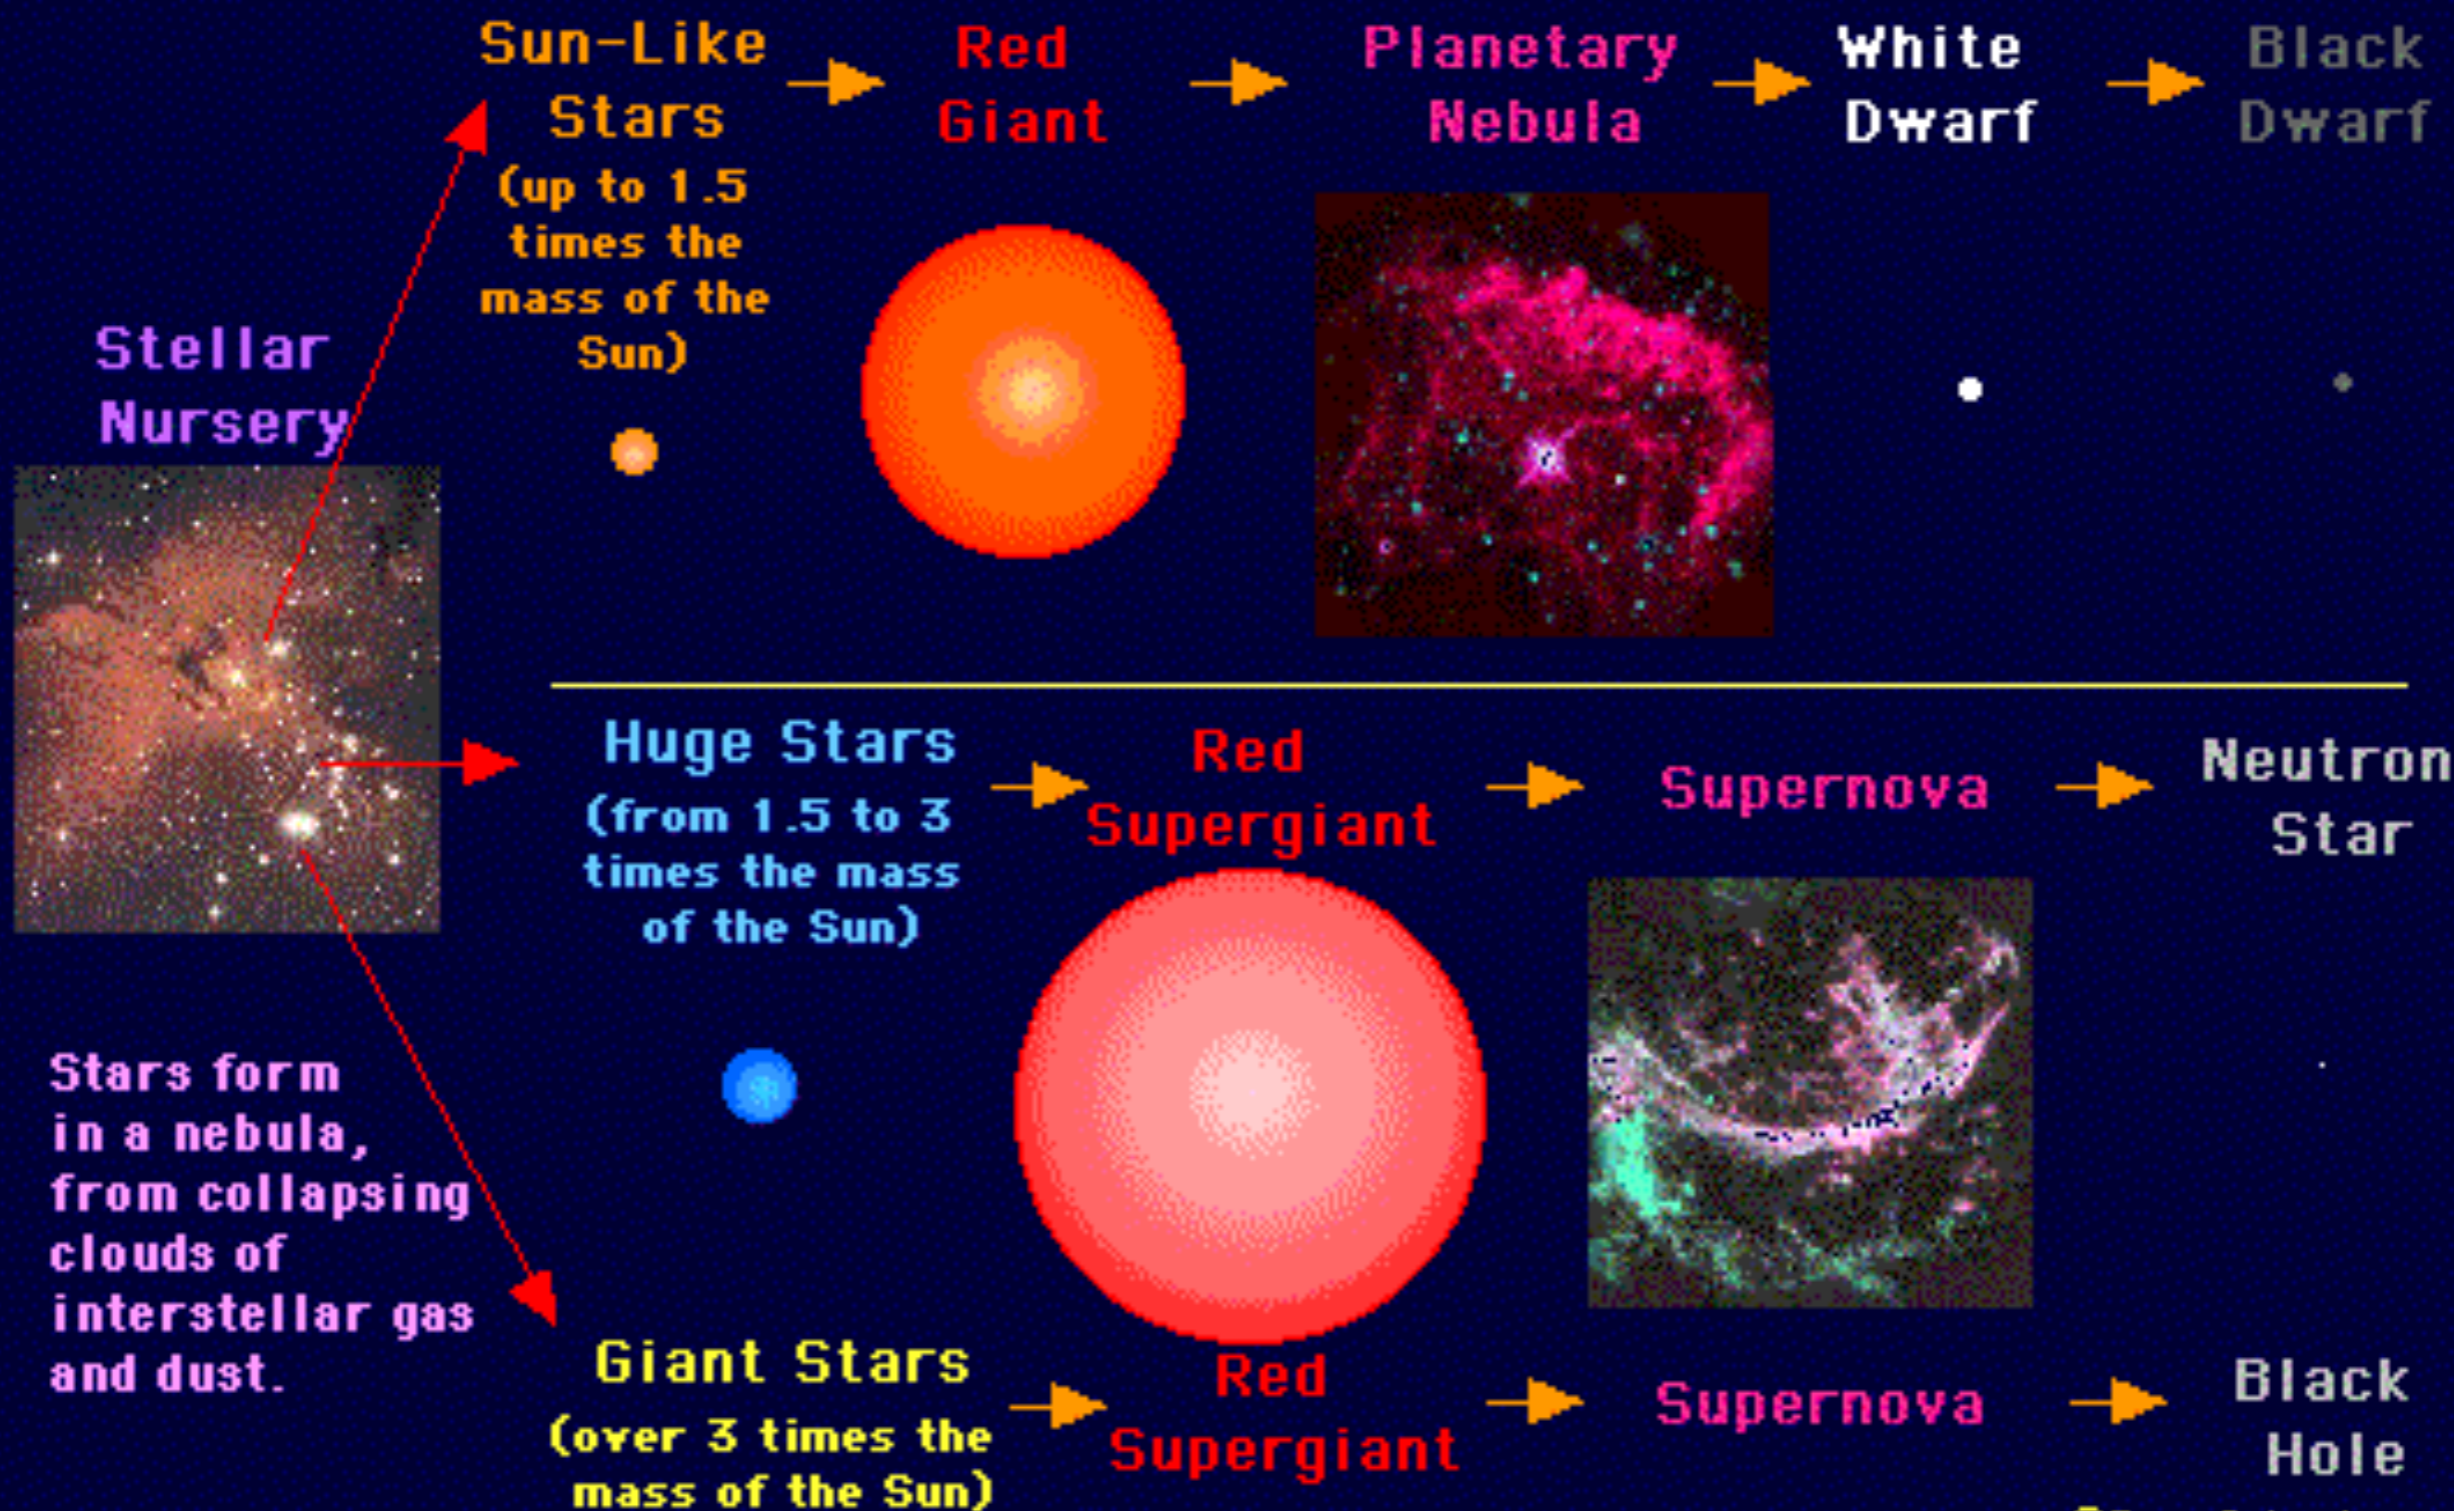 Sun-Like
Stars
(up to 1.5
times the
mass of the
Sun)
Red
Giant
Planetary
Nebula
White
Dwarf
Black
Dwarf
Stellar
Nursery
Huge Stars
(from 1.5 to 3
times the mass
of the Sun)
Red
Supergiant
Supernova
Neutron
Star
Stars form
in a nebula,
from collapsing
clouds of
interstellar gas
and dust.
Giant Stars
(over 3 times the
mass of the Sun)
Red
Supergiant
Supernova
Black
Hole